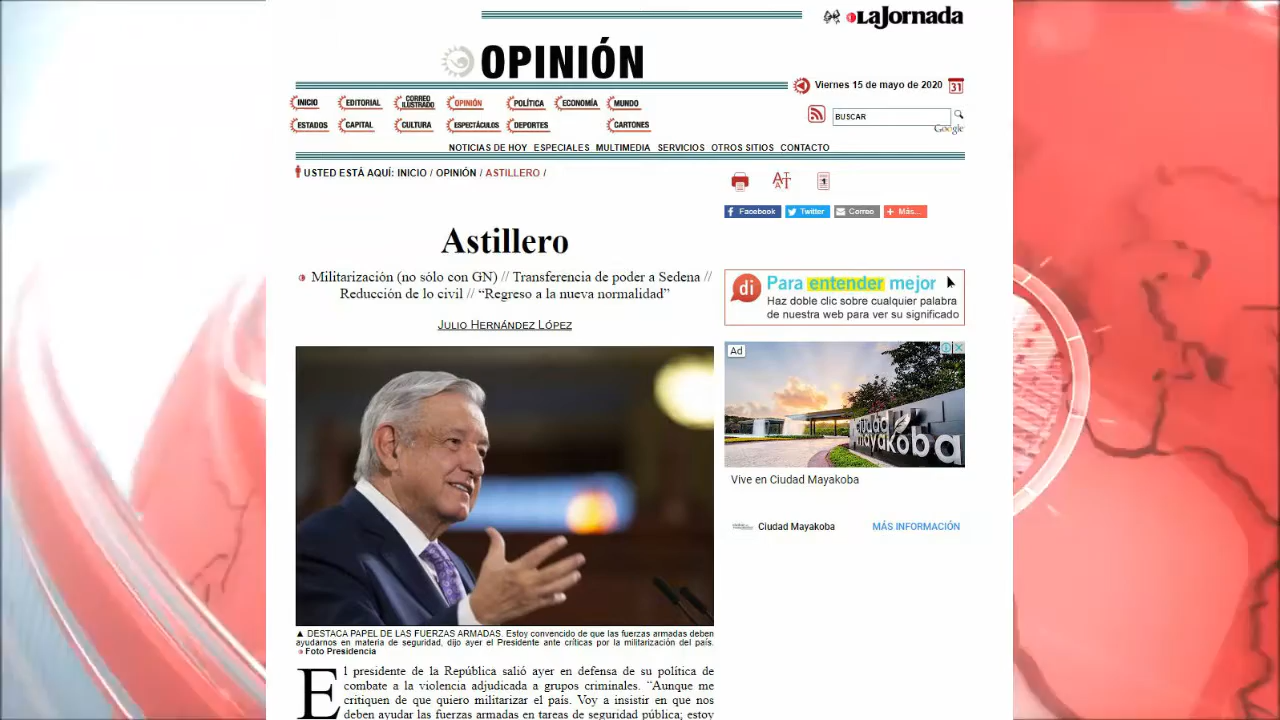 La Jornada
OPINIÓN
Viernes 15 de mayo de 2020
31
INICIO
EDITORIAL
CORREO ILUSTRADO
OPINIÓN
POLÍTICA
ECONOMÍA
MUNDO
BUSCAR
Google
ESTADOS
CAPITAL
CULTURA
ESPECTÁCULOS
DEPORTES
CARTONES
NOTICIAS DE HOY ESPECIALES MULTIMEDIA SERVICIOS OTROS SITIOS CONTACTO
USTED ESTÁ AQUÍ: INICIO / OPINIÓN / ASTILLERO /
Facebook
Twitter
Correo
Más...
Astillero
Militarización (no sólo con GN) // Transferencia de poder a Sedena //
Reducción de lo civil // “Regreso a la nueva normalidad”
JULIO HERNÁNDEZ LÓPEZ
di
Para entender mejor
Haz doble clic sobre cualquier palabra
de nuestra web para ver su significado
Ad
ciudad
mayakoba
Vive en Ciudad Mayakoba
Ciudad Mayakoba
MÁS INFORMACIÓN
▲ DESTACA PAPEL DE LAS FUERZAS ARMADAS. Estoy convencido de que las fuerzas armadas deben
ayudarnos en materia de seguridad, dijo ayer el Presidente ante críticas por la militarización del país.
Foto Presidencia
El presidente de la República salió ayer en defensa de su política de
combate a la violencia adjudicada a grupos criminales. “Aunque me
critiquen de que quiero militarizar el país. Voy a insistir en que nos
deben ayudar las fuerzas armadas en tareas de seguridad pública; estoy